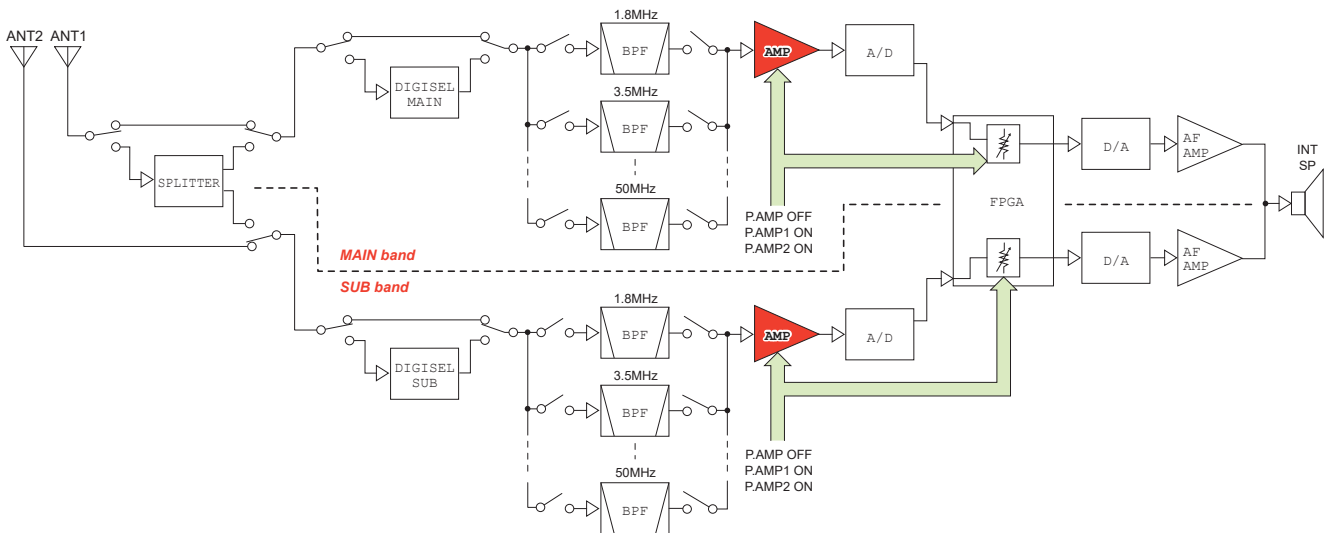 ANT2 ANT1
SPLITTER
DIGISEL
MAIN
1.8MHz
BPF
3.5MHz
BPF
50MHz
BPF
AMP
A/D
P.AMP OFF
P.AMP1 ON
P.AMP2 ON
FPGA
D/A
AF
AMP
INT
SP
MAIN band
SUB band
DIGISEL
SUB
1.8MHz
BPF
3.5MHz
BPF
50MHz
BPF
AMP
A/D
P.AMP OFF
P.AMP1 ON
P.AMP2 ON
D/A
AF
AMP